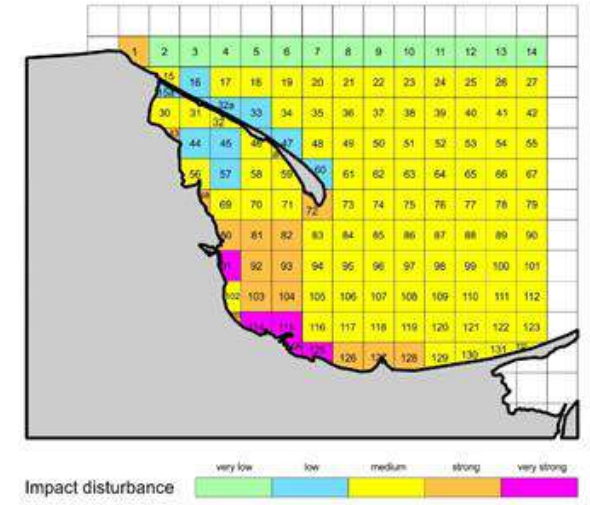 1 2 3 4 5 6 7 8 9 10 11 12 13 14
15 16 17 18 19 20 21 22 23 24 25 26 27
30 31 32a 33 34 35 36 37 38 39 40 41 42
32
44 45 46 47 48 49 50 51 52 53 54 55
56 57 58 59 60 61 62 63 64 65 66 67
69 70 71 72 73 74 75 76 77 78 79
81 82 83 84 85 86 87 88 89 90
92 93 94 95 96 97 98 99 100 101
102 103 104 105 106 107 108 109 110 111 112
116 117 118 119 120 121 122 123
126 127 128 129 130 131
very low low medium strong very strong
Impact disturbance